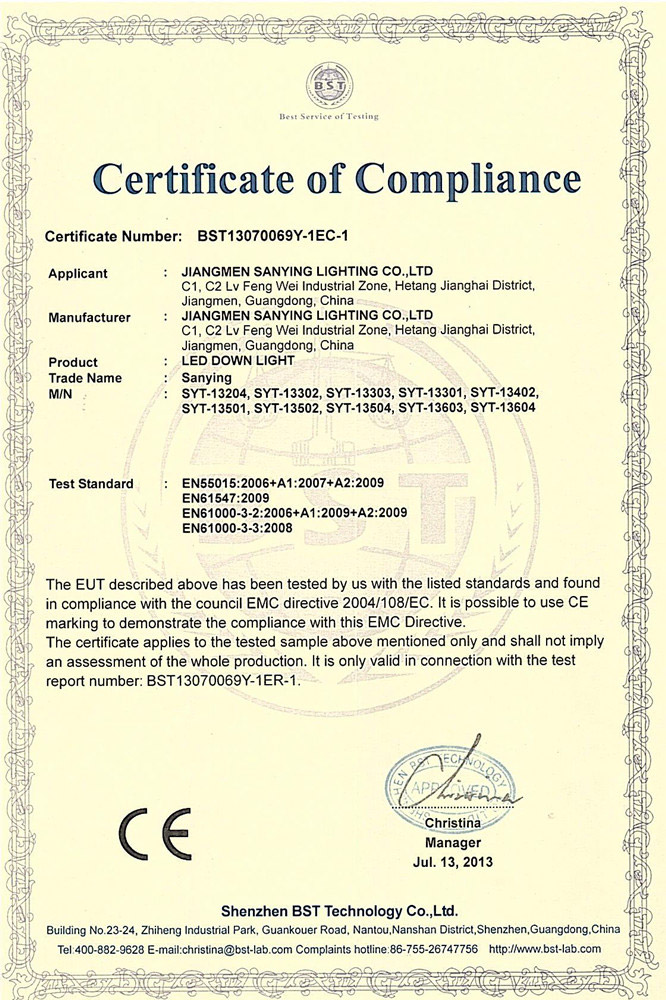 BST
Best Service of Testing
Certificate of Compliance
Certificate Number: BST13070069Y-1EC-1
Applicant : JIANGMEN SANYING LIGHTING CO.,LTD
C1, C2 Lv Feng Wei Industrial Zone, Hetang Jianghai District,
Jiangmen, Guangdong, China
Manufacturer : JIANGMEN SANYING LIGHTING CO.,LTD
C1, C2 Lv Feng Wei Industrial Zone, Hetang Jianghai District,
Jiangmen, Guangdong, China
Product : LED DOWN LIGHT
Trade Name : Sanying
M/N : SYT-13204, SYT-13302, SYT-13303, SYT-13301, SYT-13402,
SYT-13501, SYT-13502, SYT-13504, SYT-13603, SYT-13604
BST
Test Standard : EN55015:2006+A1:2007+A2:2009
EN61547:2009
EN61000-3-2:2006+A1:2009+A2:2009
EN61000-3-3:2008
The EUT described above has been tested by us with the listed standards and found
in compliance with the council EMC directive 2004/108/EC. It is possible to use CE
marking to demonstrate the compliance with this EMC Directive.
The certificate applies to the tested sample above mentioned only and shall not imply
an assessment of the whole production. It is only valid in connection with the test
report number: BST13070069Y-1ER-1.
APPROVED
CE
Christina
Manager
Jul. 13, 2013
Shenzhen BST Technology Co.,Ltd.
Building No.23-24, Zhiheng Industrial Park, Guankouer Road, Nantou,Nanshan District,Shenzhen,Guangdong,China
Tel:400-882-9628 E-mail:christina@bst-lab.com Complaints hotline:86-755-26747756 http://www.bst-lab.com